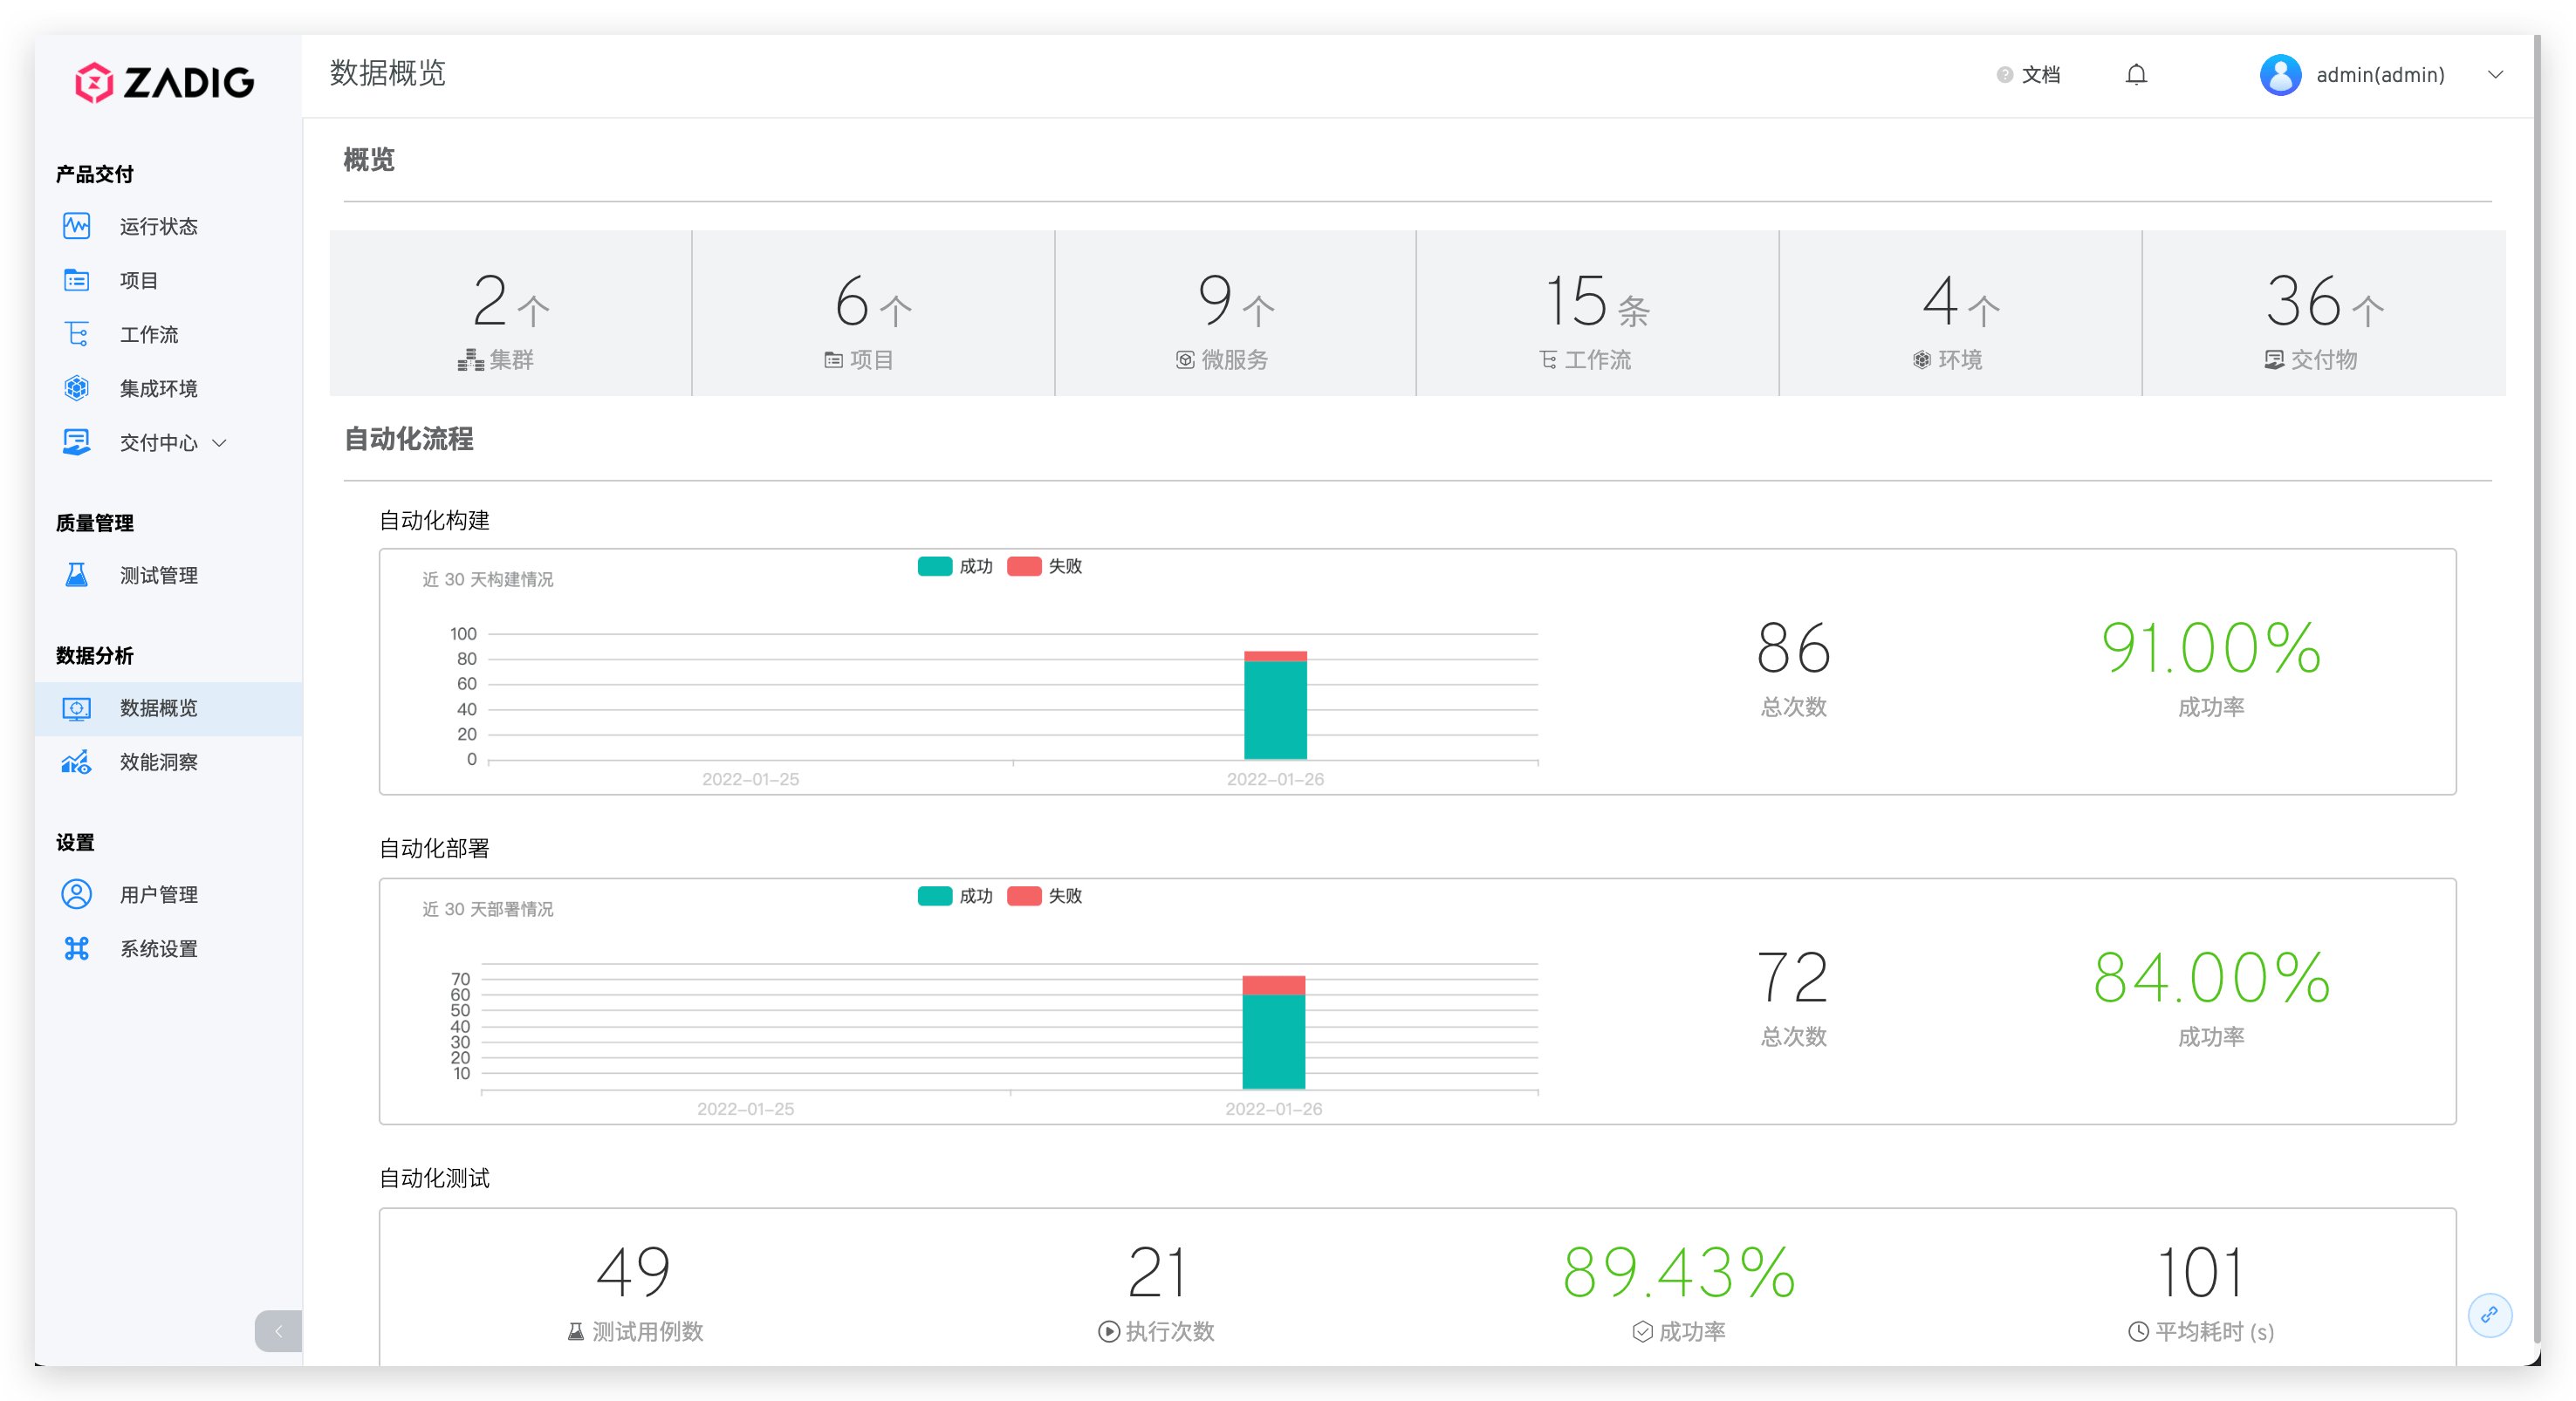 ZADIG
产品交付
运行状态
项目
工作流
集成环境
交付中心
质量管理
测试管理
数据分析
数据概览
效能洞察
设置
用户管理
系统设置
数据概览
? 文档
admin(admin)
概览
2 个
集群
6 个
项目
9 个
微服务
15 条
工作流
4 个
环境
36 个
交付物
自动化流程
自动化构建
近 30 天构建情况
成功 失败
100
80
60
40
20
0
2022-01-25 2022-01-26
86
总次数
91.00%
成功率
自动化部署
近 30 天部署情况
成功 失败
70
60
50
40
30
20
10
2022-01-25 2022-01-26
72
总次数
84.00%
成功率
自动化测试
49
测试用例数
21
执行次数
89.43%
成功率
101
平均耗时 (s)